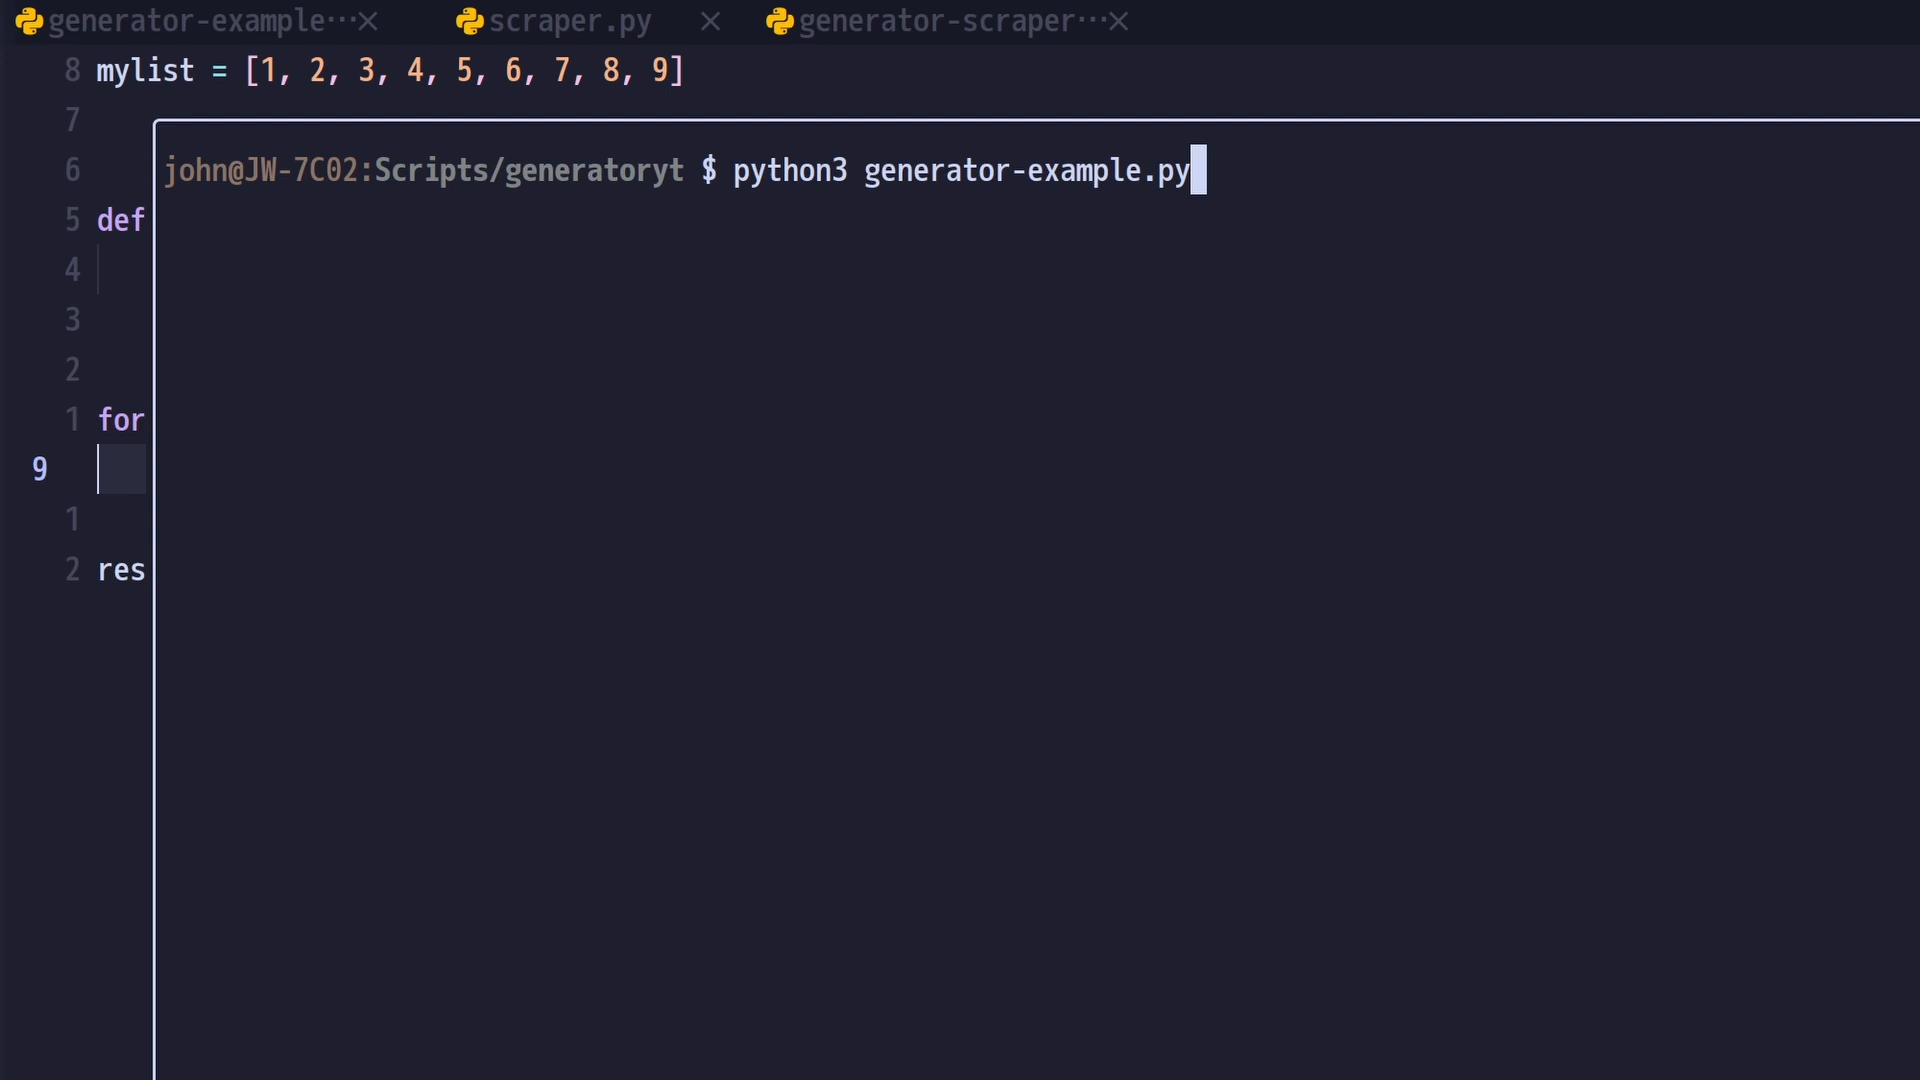 generator-example··· scraper.py generator-scraper···
8 mylist = [1, 2, 3, 4, 5, 6, 7, 8, 9]
7
6 john@JW-7C02:Scripts/generatoryt $ python3 generator-example.py
5 def
4
3
2
1 for
9
1
2 res